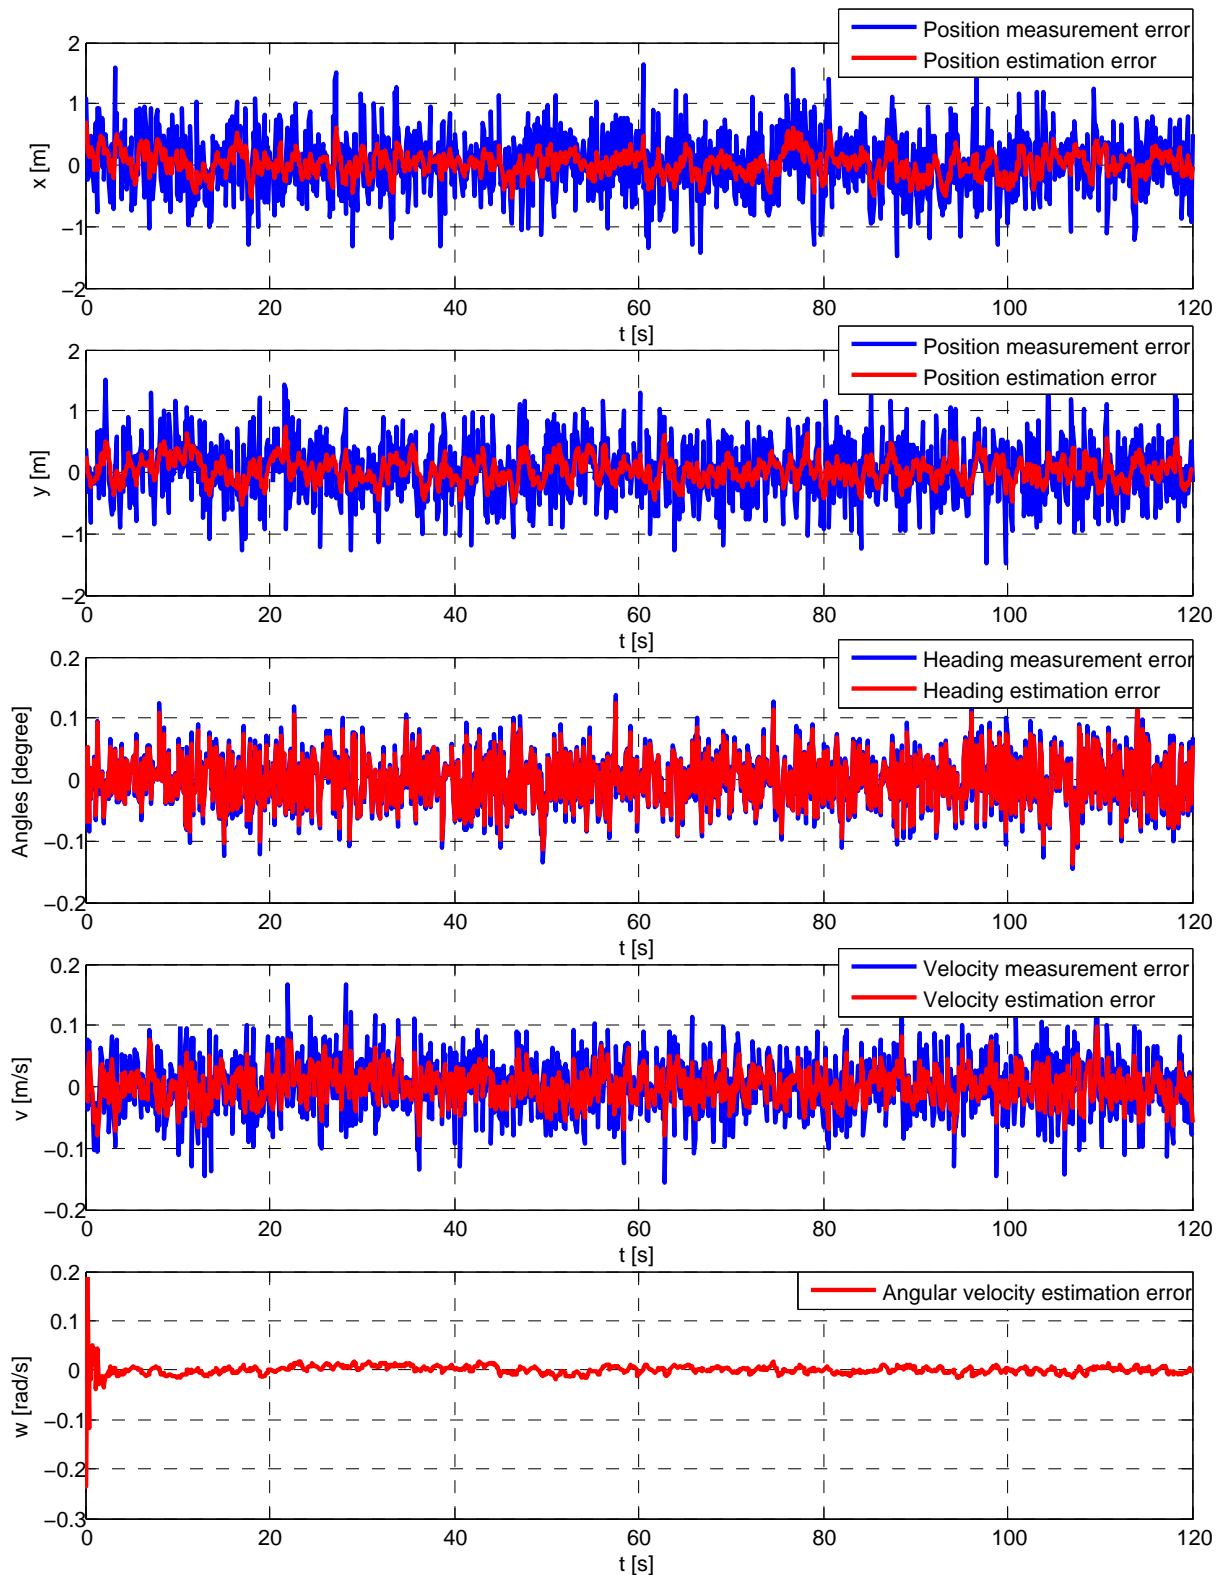 Position measurement error
Position estimation error
2
1
0
−1
−2
x [m]
0 20 40 60 80 100 120
t [s]
Position measurement error
Position estimation error
2
1
0
−1
−2
y [m]
0 20 40 60 80 100 120
t [s]
Heading measurement error
Heading estimation error
0.2
0.1
0
−0.1
−0.2
Angles [degree]
0 20 40 60 80 100 120
t [s]
Velocity measurement error
Velocity estimation error
0.2
0.1
0
−0.1
−0.2
v [m/s]
0 20 40 60 80 100 120
t [s]
Angular velocity estimation error
0.2
0.1
0
−0.1
−0.2
−0.3
w [rad/s]
0 20 40 60 80 100 120
t [s]